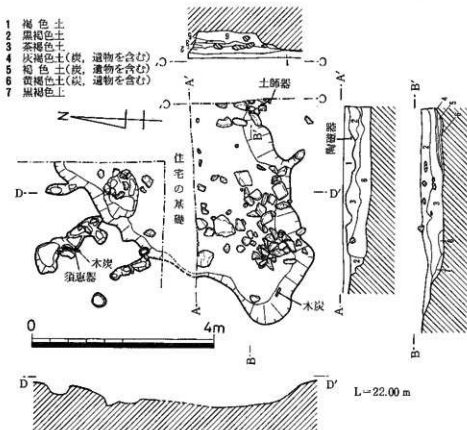 1 褐色土
2 黒褐色土
3 茶褐色土
4 灰褐色土(炭，遺物を含む)
5 褐色土(炭，遺物を含む)
6 黄褐色土(炭，遺物を含む)
7 黒褐色土
C C'
土師器
A' B' A' B'
N
住宅の基礎
陶磁器
D D'
木炭
須恵器
木炭
A B A B
0 4m
D D'
L=22.00 m